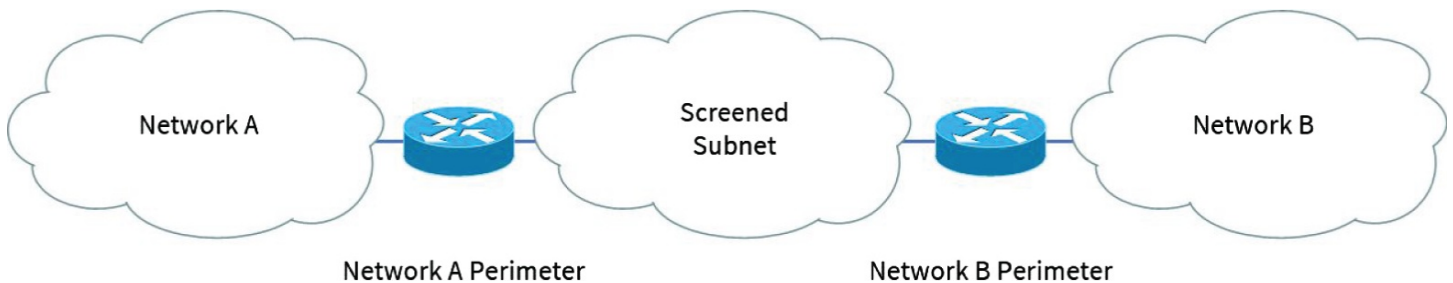 Network A
Screened
Subnet
Network B
Network A Perimeter
Network B Perimeter